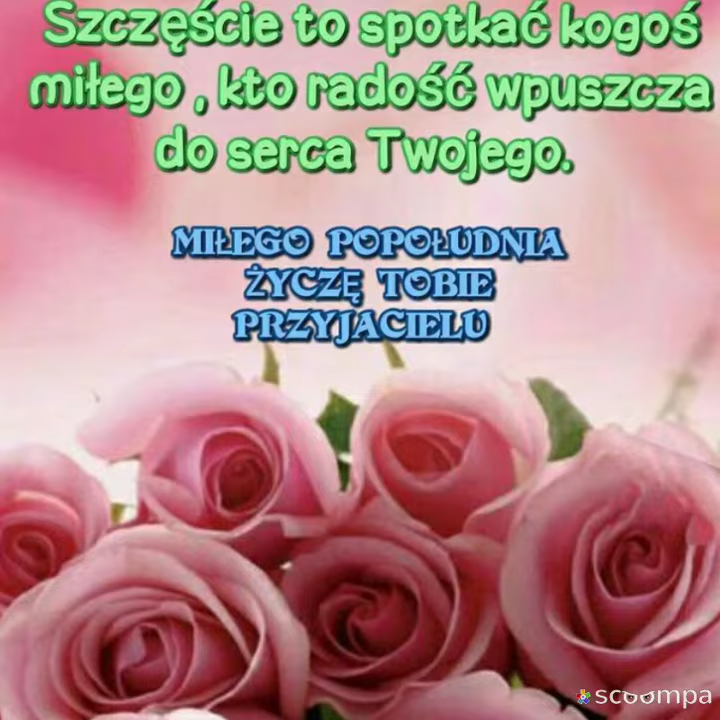 Szczęście to spotkać kogoś
miłego , kto radość wpuszcza
do serca Twojego.
MIŁEGO POPOŁUDNIA
ŻYCZĘ TOBIE
PRZYJACIELU
scoompa